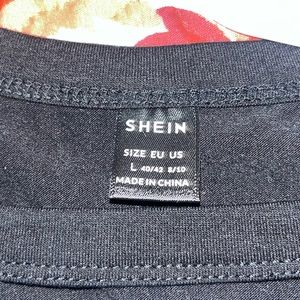 SHEIN
SIZE EU US
L 40/42 8/10
MADE IN CHINA